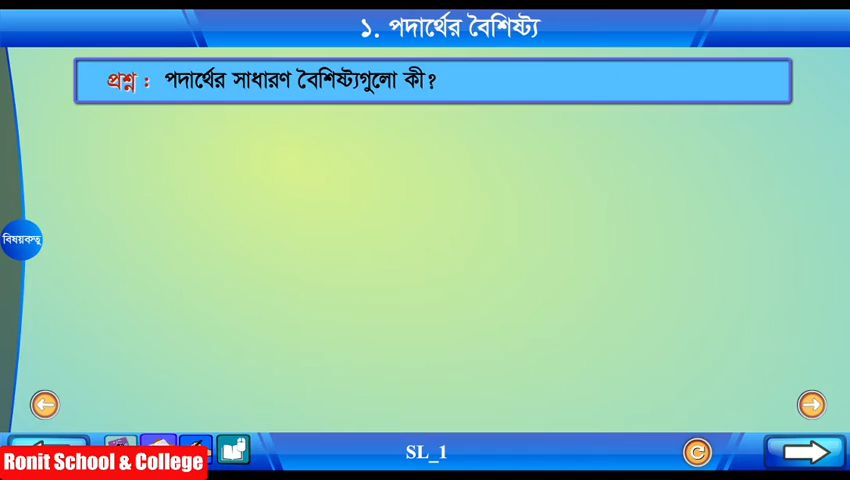 ১. পদার্থের বৈশিষ্ট্য
প্রশ্ন : পদার্থের সাধারণ বৈশিষ্ট্যগুলো কী?
বিষয়বস্তু
SL_1
Ronit School & College